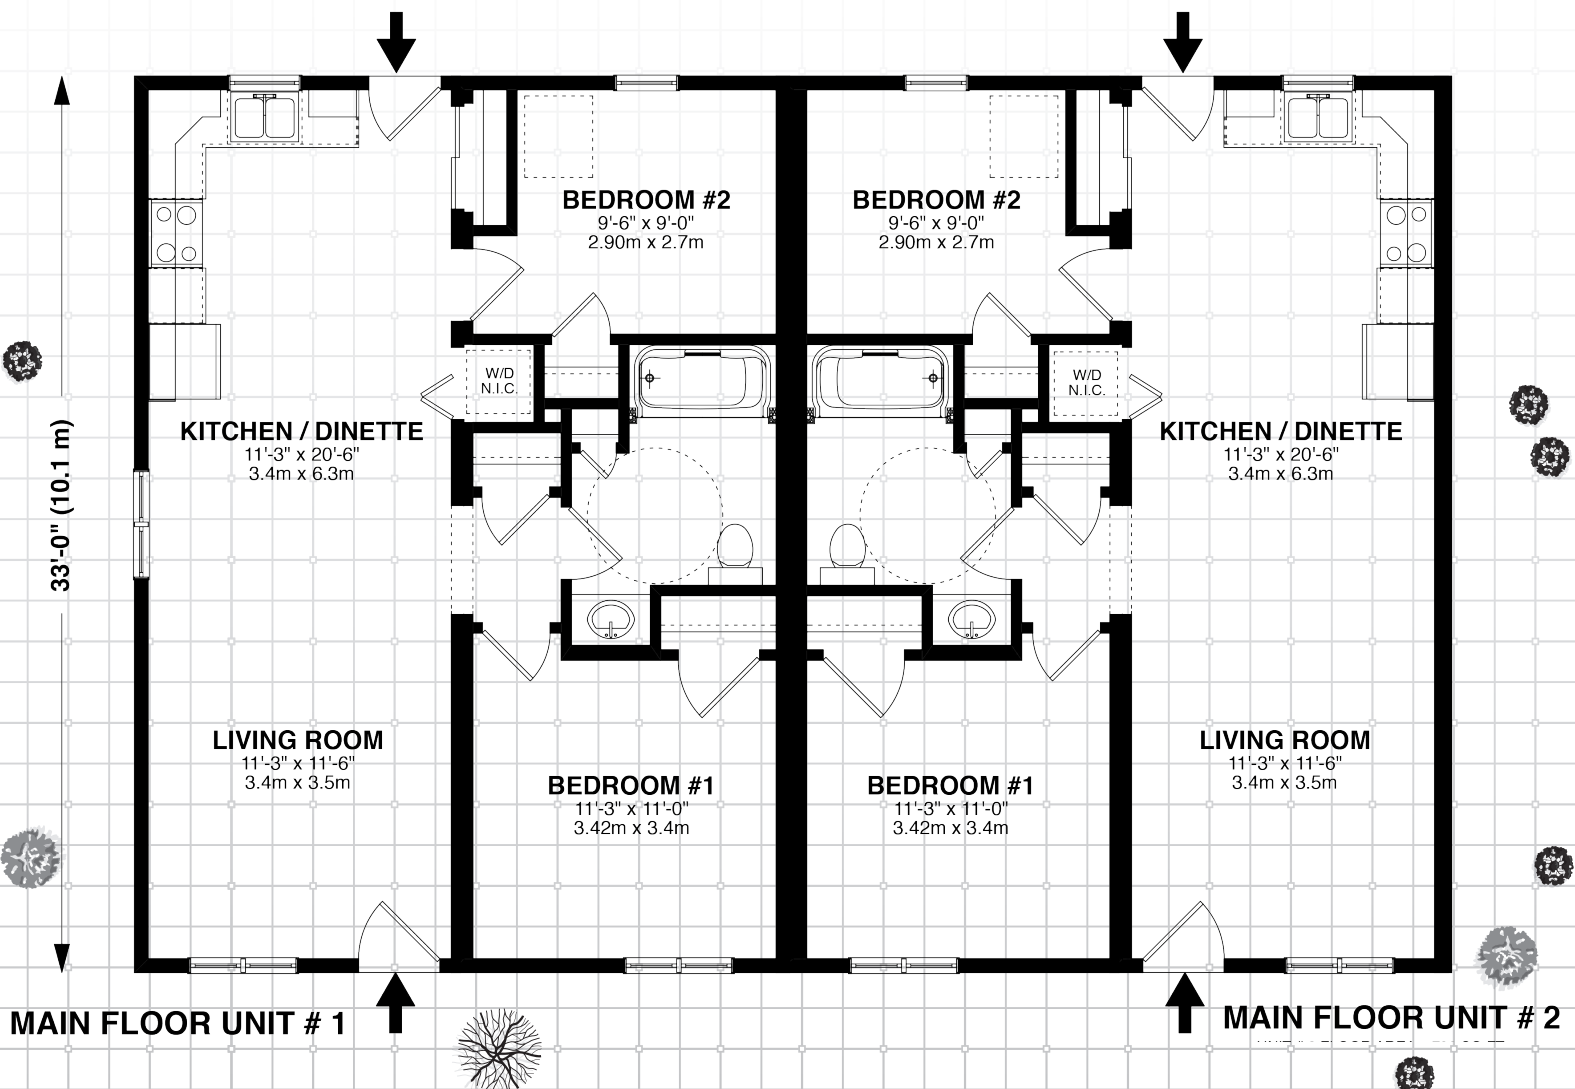 BEDROOM #2
9'-6" x 9'-0"
2.90m x 2.7m
BEDROOM #2
9'-6" x 9'-0"
2.90m x 2.7m
W/D
N.I.C.
W/D
N.I.C.
KITCHEN / DINETTE
11'-3" x 20'-6"
3.4m x 6.3m
KITCHEN / DINETTE
11'-3" x 20'-6"
3.4m x 6.3m
33'-0" (10.1 m)
LIVING ROOM
11'-3" x 11'-6"
3.4m x 3.5m
LIVING ROOM
11'-3" x 11'-6"
3.4m x 3.5m
BEDROOM #1
11'-3" x 11'-0"
3.42m x 3.4m
BEDROOM #1
11'-3" x 11'-0"
3.42m x 3.4m
MAIN FLOOR UNIT # 1
MAIN FLOOR UNIT # 2